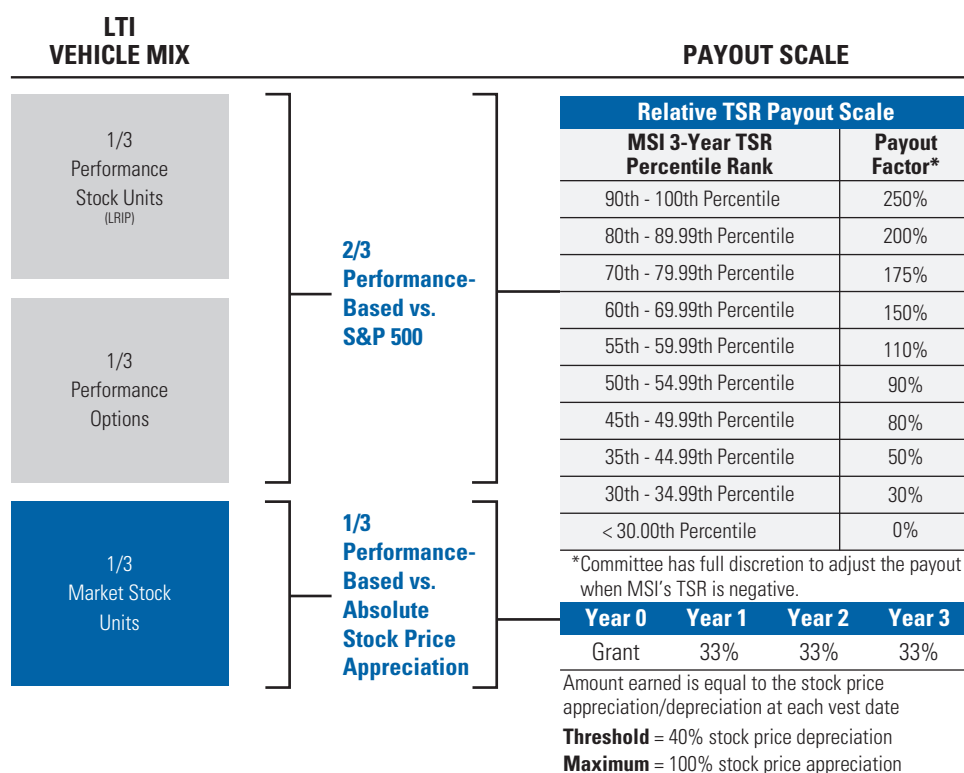 LTI
VEHICLE MIX
PAYOUT SCALE
1/3
Performance
Stock Units
(LRIP)
1/3
Performance
Options
1/3
Market Stock
Units
2/3
Performance-
Based vs.
S&P 500
1/3
Performance-
Based vs.
Absolute
Stock Price
Appreciation
Relative TSR Payout Scale
MSI 3-Year TSR Payout
Percentile Rank Factor*
90th - 100th Percentile 250%
80th - 89.99th Percentile 200%
70th - 79.99th Percentile 175%
60th - 69.99th Percentile 150%
55th - 59.99th Percentile 110%
50th - 54.99th Percentile 90%
45th - 49.99th Percentile 80%
35th - 44.99th Percentile 50%
30th - 34.99th Percentile 30%
< 30.00th Percentile 0%
*Committee has full discretion to adjust the payout
when MSI's TSR is negative.
Year 0 Year 1 Year 2 Year 3
Grant 33% 33% 33%
Amount earned is equal to the stock price
appreciation/depreciation at each vest date
Threshold = 40% stock price depreciation
Maximum = 100% stock price appreciation